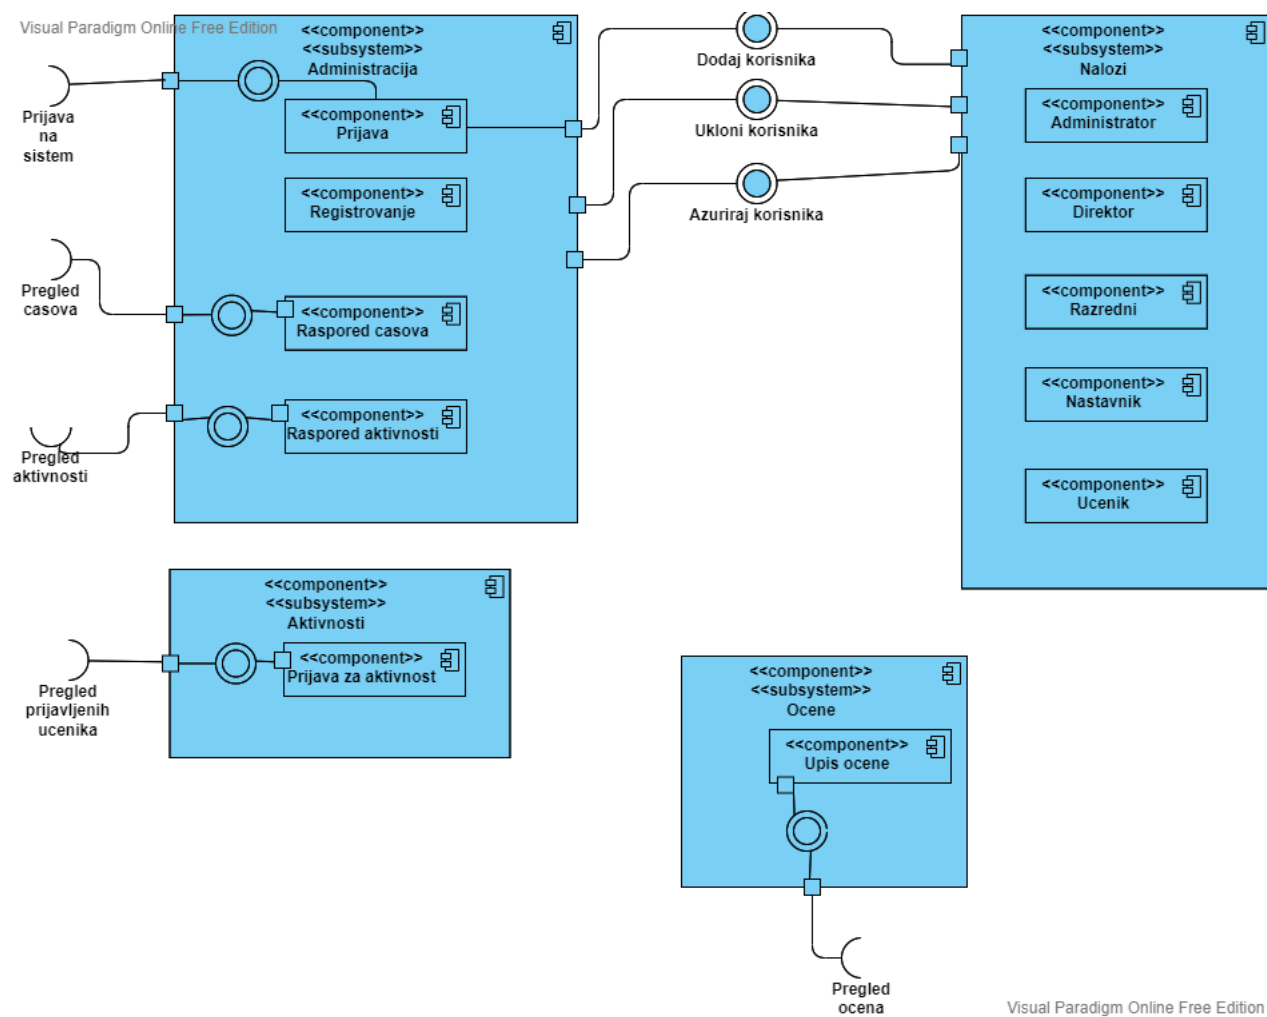 Visual Paradigm Online Free Edition
<<component>>
<<subsystem>>
Administracija
<<component>>
Prijava
<<component>>
Registrovanje
<<component>>
Raspored casova
<<component>>
Raspored aktivnosti
Prijava
na
sistem
Pregled
casova
Pregled
aktivnosti
Dodaj korisnika
Ukloni korisnika
Azuriraj korisnika
<<component>>
<<subsystem>>
Nalozi
<<component>>
Administrator
<<component>>
Direktor
<<component>>
Razredni
<<component>>
Nastavnik
<<component>>
Ucenik
<<component>>
<<subsystem>>
Aktivnosti
<<component>>
Prijava za aktivnost
Pregled
prijavljenih
ucenika
<<component>>
<<subsystem>>
Ocene
<<component>>
Upis ocene
Pregled
ocena
Visual Paradigm Online Free Edition